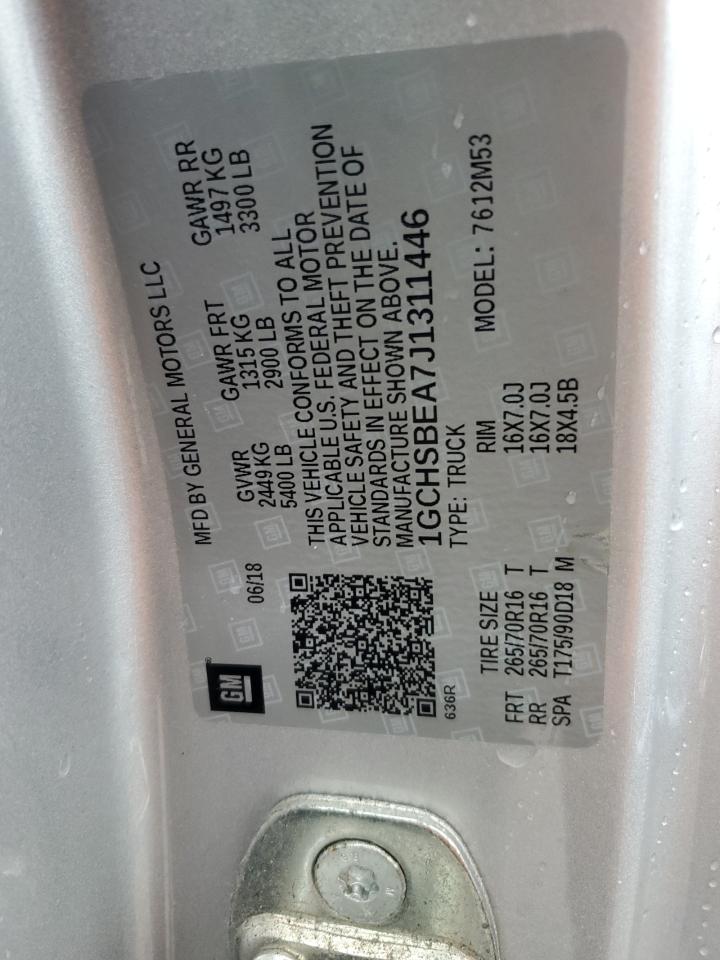 GM
MFD BY GENERAL MOTORS LLC
06/18
GVWR GAWR FRT GAWR RR
2449 KG 1315 KG 1497 KG
5400 LB 2900 LB 3300 LB
THIS VEHICLE CONFORMS TO ALL
APPLICABLE U.S. FEDERAL MOTOR
VEHICLE SAFETY AND THEFT PREVENTION
STANDARDS IN EFFECT ON THE DATE OF
MANUFACTURE SHOWN ABOVE.
1GCHSBEA7J1311446
636R
TYPE: TRUCK
MODEL: 7612M53
TIRE SIZE RIM
FRT 265/70R16 T 16X7.0J
RR 265/70R16 T 16X7.0J
SPA T175/90D18 M 18X4.5B